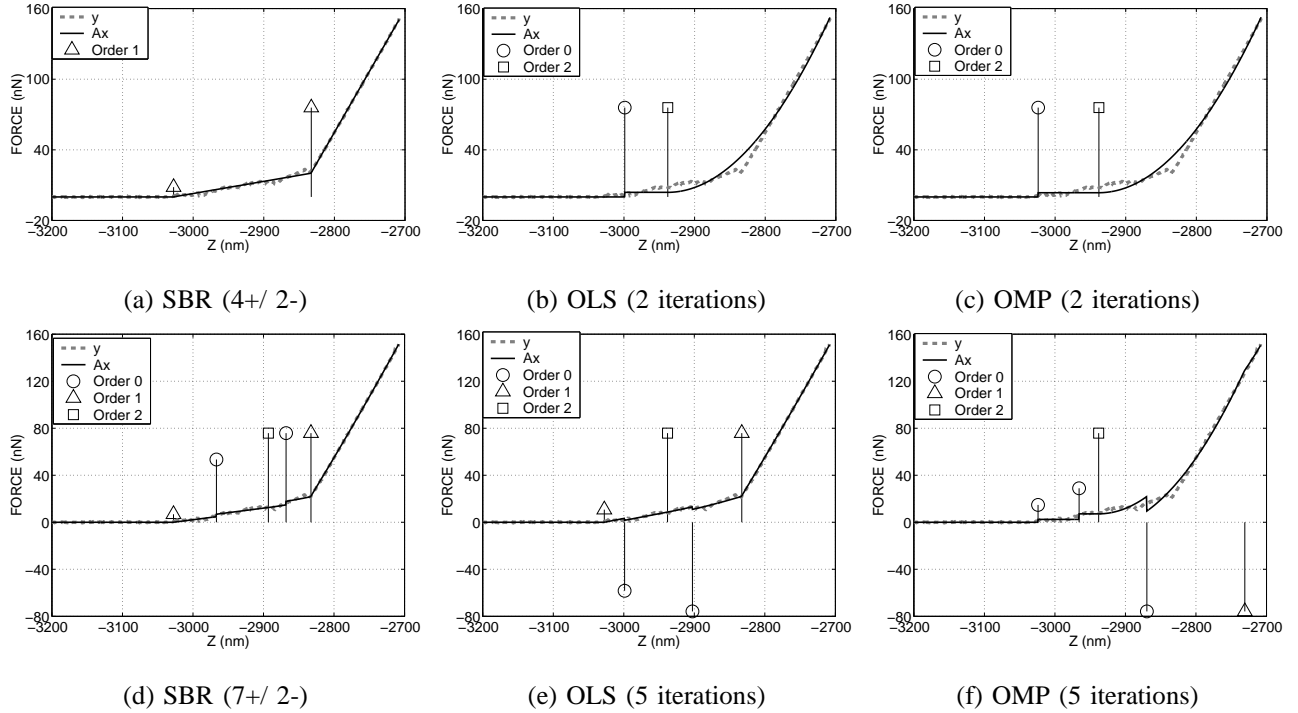 160
100
40
−20
FORCE (nN)
y
Ax
Order 1
−3200 −3100 −3000 −2900 −2800 −2700
Z (nm)
(a) SBR (4+/ 2-)
160
100
40
−20
FORCE (nN)
y
Ax
Order 0
Order 2
−3200 −3100 −3000 −2900 −2800 −2700
Z (nm)
(b) OLS (2 iterations)
160
100
40
−20
FORCE (nN)
y
Ax
Order 0
Order 2
−3200 −3100 −3000 −2900 −2800 −2700
Z (nm)
(c) OMP (2 iterations)
160
120
80
40
0
−40
−80
FORCE (nN)
y
Ax
Order 0
Order 1
Order 2
−3200 −3100 −3000 −2900 −2800 −2700
Z (nm)
(d) SBR (7+/ 2-)
160
120
80
40
0
−40
−80
FORCE (nN)
y
Ax
Order 0
Order 1
Order 2
−3200 −3100 −3000 −2900 −2800 −2700
Z (nm)
(e) OLS (5 iterations)
160
120
80
40
0
−40
−80
FORCE (nN)
y
Ax
Order 0
Order 1
Order 2
−3200 −3100 −3000 −2900 −2800 −2700
Z (nm)
(f) OMP (5 iterations)